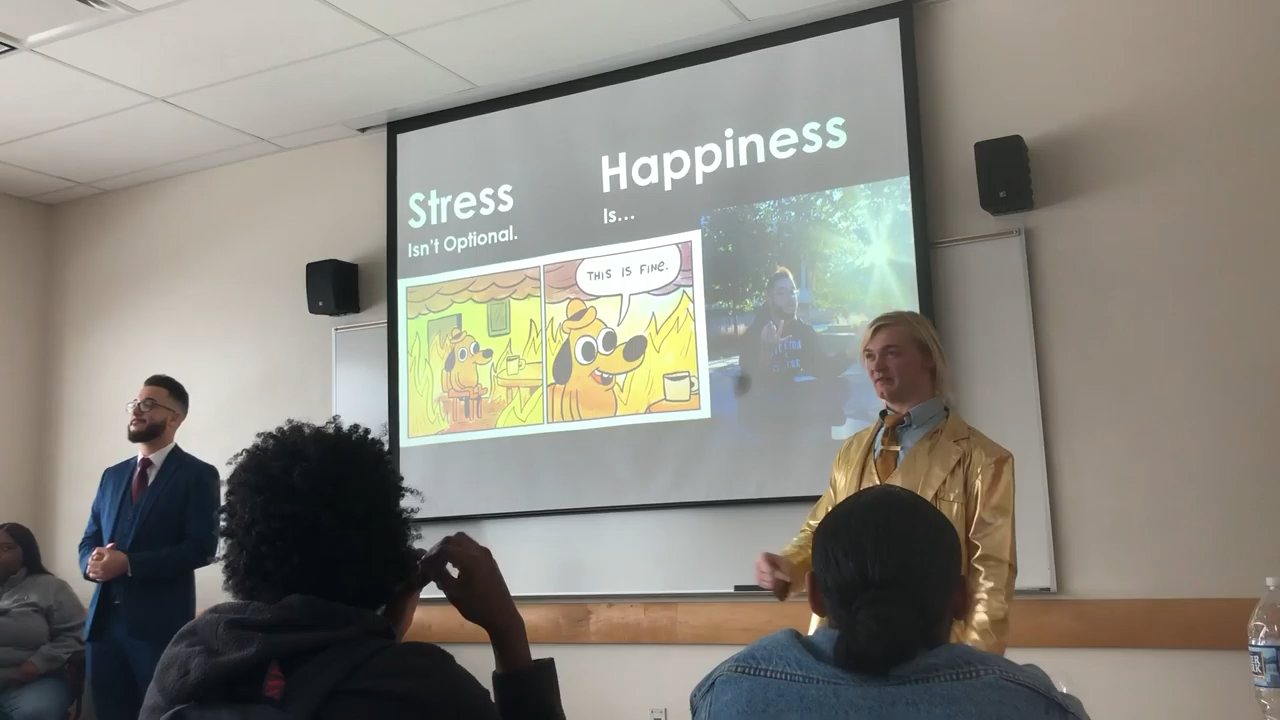 Stress
Isn't Optional.
Happiness
Is...
THIS IS FINE.